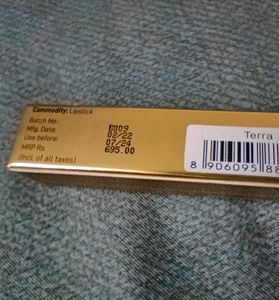 Commodity: Lipstick
Batch No.: E009
Mfg. Date: 02/22
Use before: 07/24
MRP Rs. 695.00
(incl. of all taxes)
Terra
8 906095 88